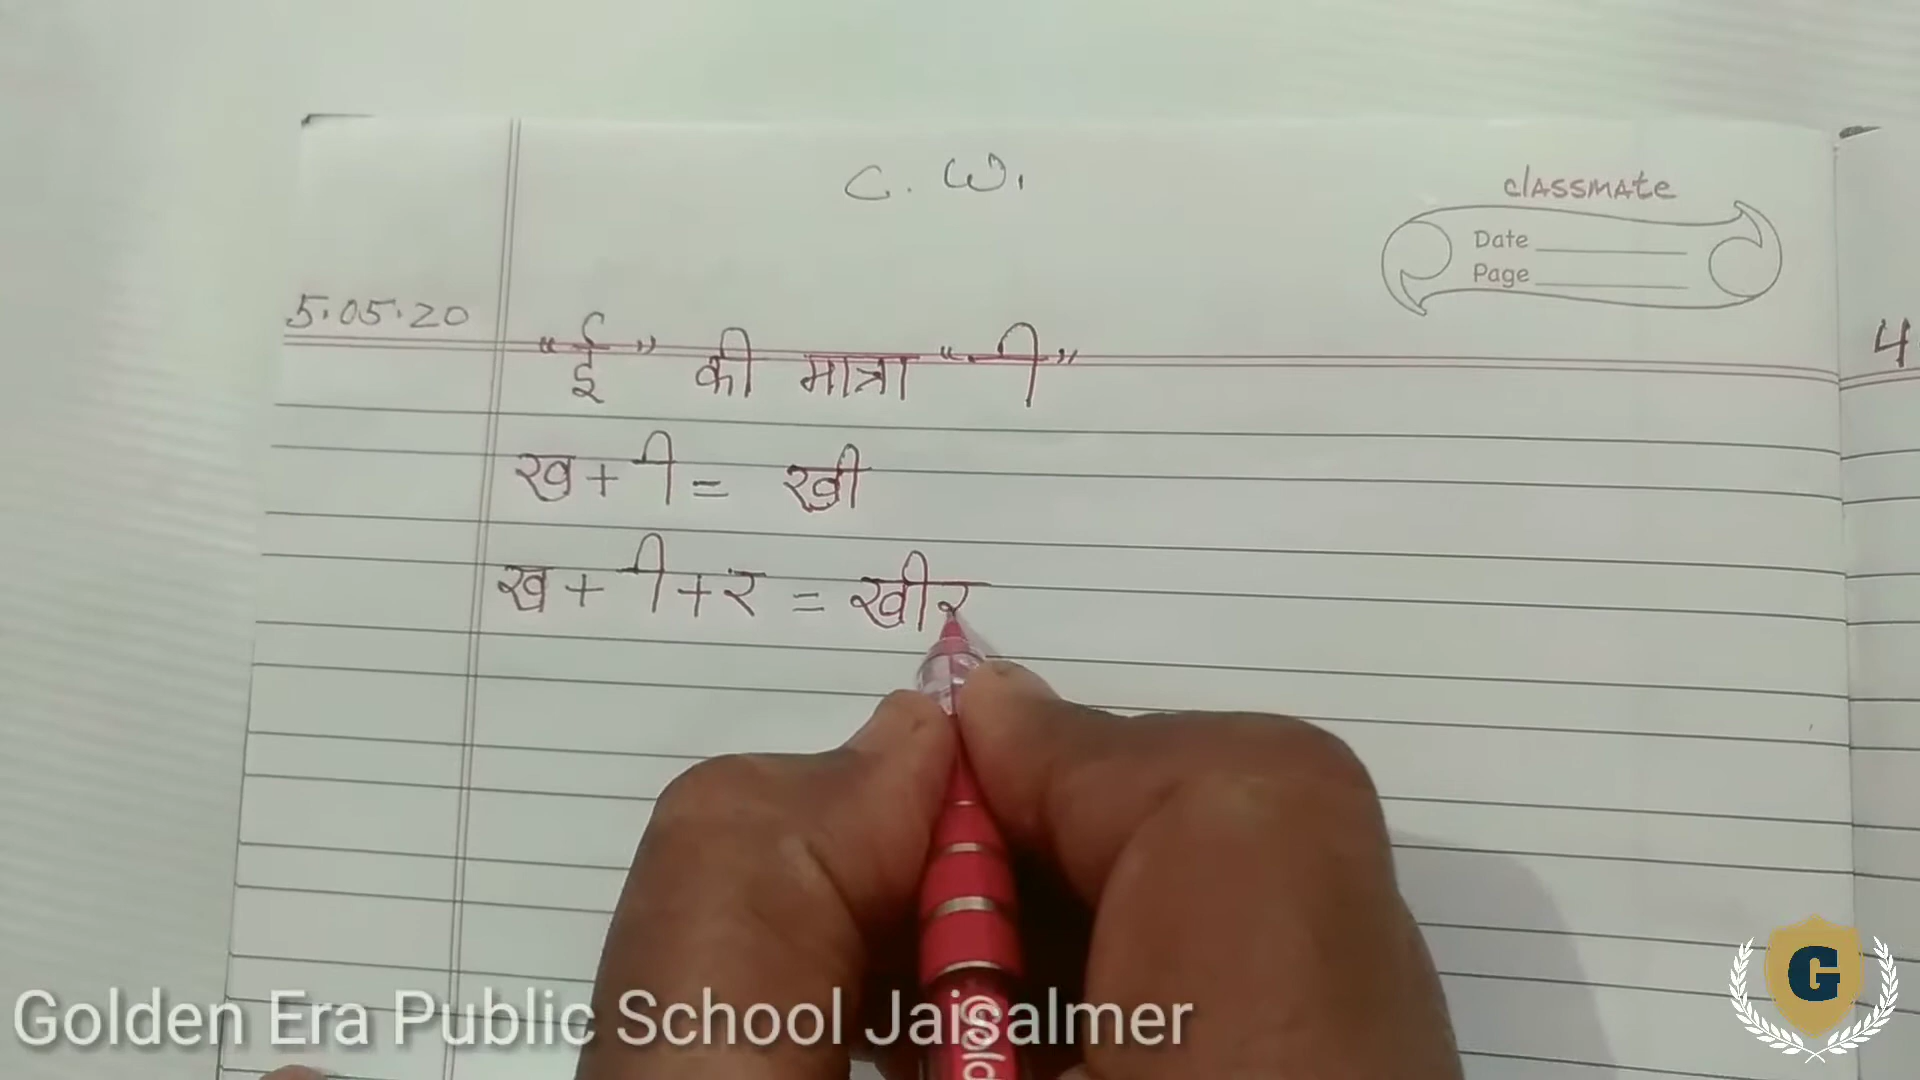 C. W.
classmate
Date
Page
5.05.20
"ई" की मात्रा "ी"
4
ख + ी = खी
ख + ी + र = खीर
Golden Era Public School Jaisalmer
G